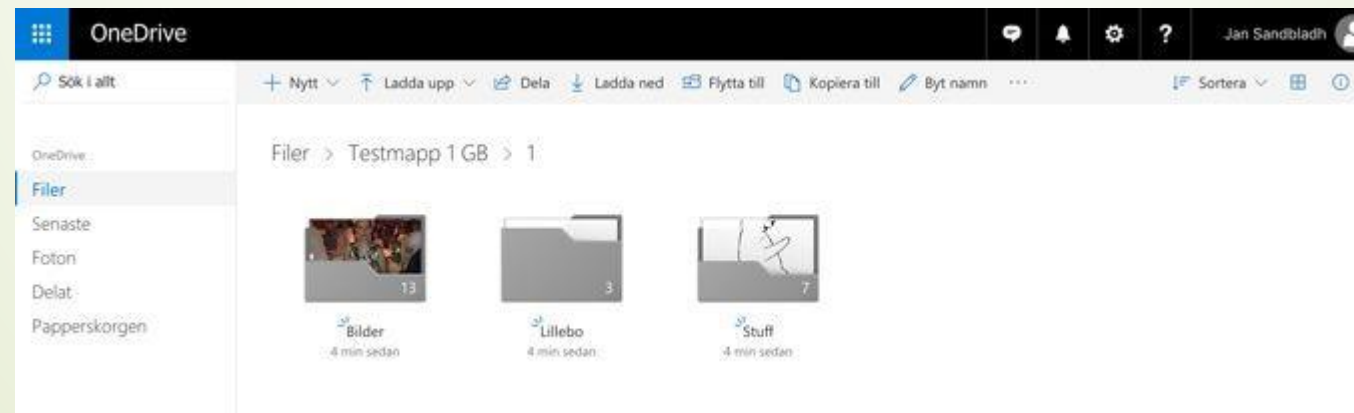 OneDrive
? Jan Sandbladh
Sök i allt
Nytt Ladda upp Dela Ladda ned Flytta till Kopiera till Byt namn ... Sortera
OneDrive
Filer > Testmapp 1 GB > 1
Filer
Senaste
Foton
Delat
Papperskorgen
13
3
7
Bilder
4 min sedan
Lillebo
4 min sedan
Stuff
4 min sedan